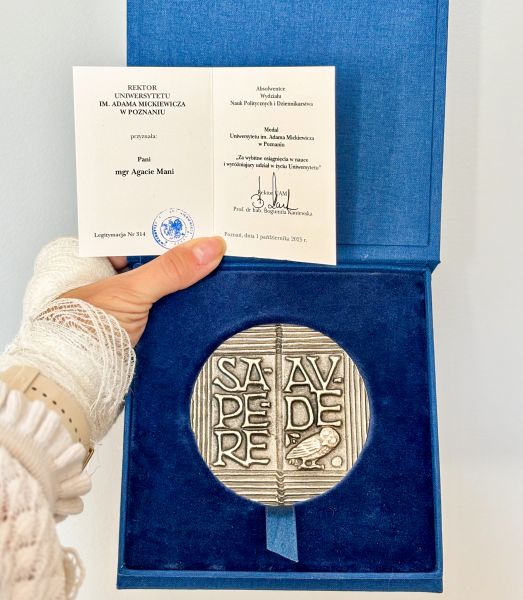 REKTOR
UNIWERSYTETU
IM. ADAMA MICKIEWICZA
W POZNANIU
przyznała:
Pani
mgr Agacie Mani
Legitymacja Nr 314
Absolwentce
Wydziału
Nauk Politycznych i Dziennikarstwa
Medal
Uniwersytetu im. Adama Mickiewicza
w Poznaniu
„Za wybitne osiągnięcia w nauce
i wyróżniający udział w życiu Uniwersytetu”
Rektor UAM
Prof. dr hab. Bogumiła Kaniewska
Poznań, dnia 1 października 2025 r.
SA-
PE-
RE
AV-
DE